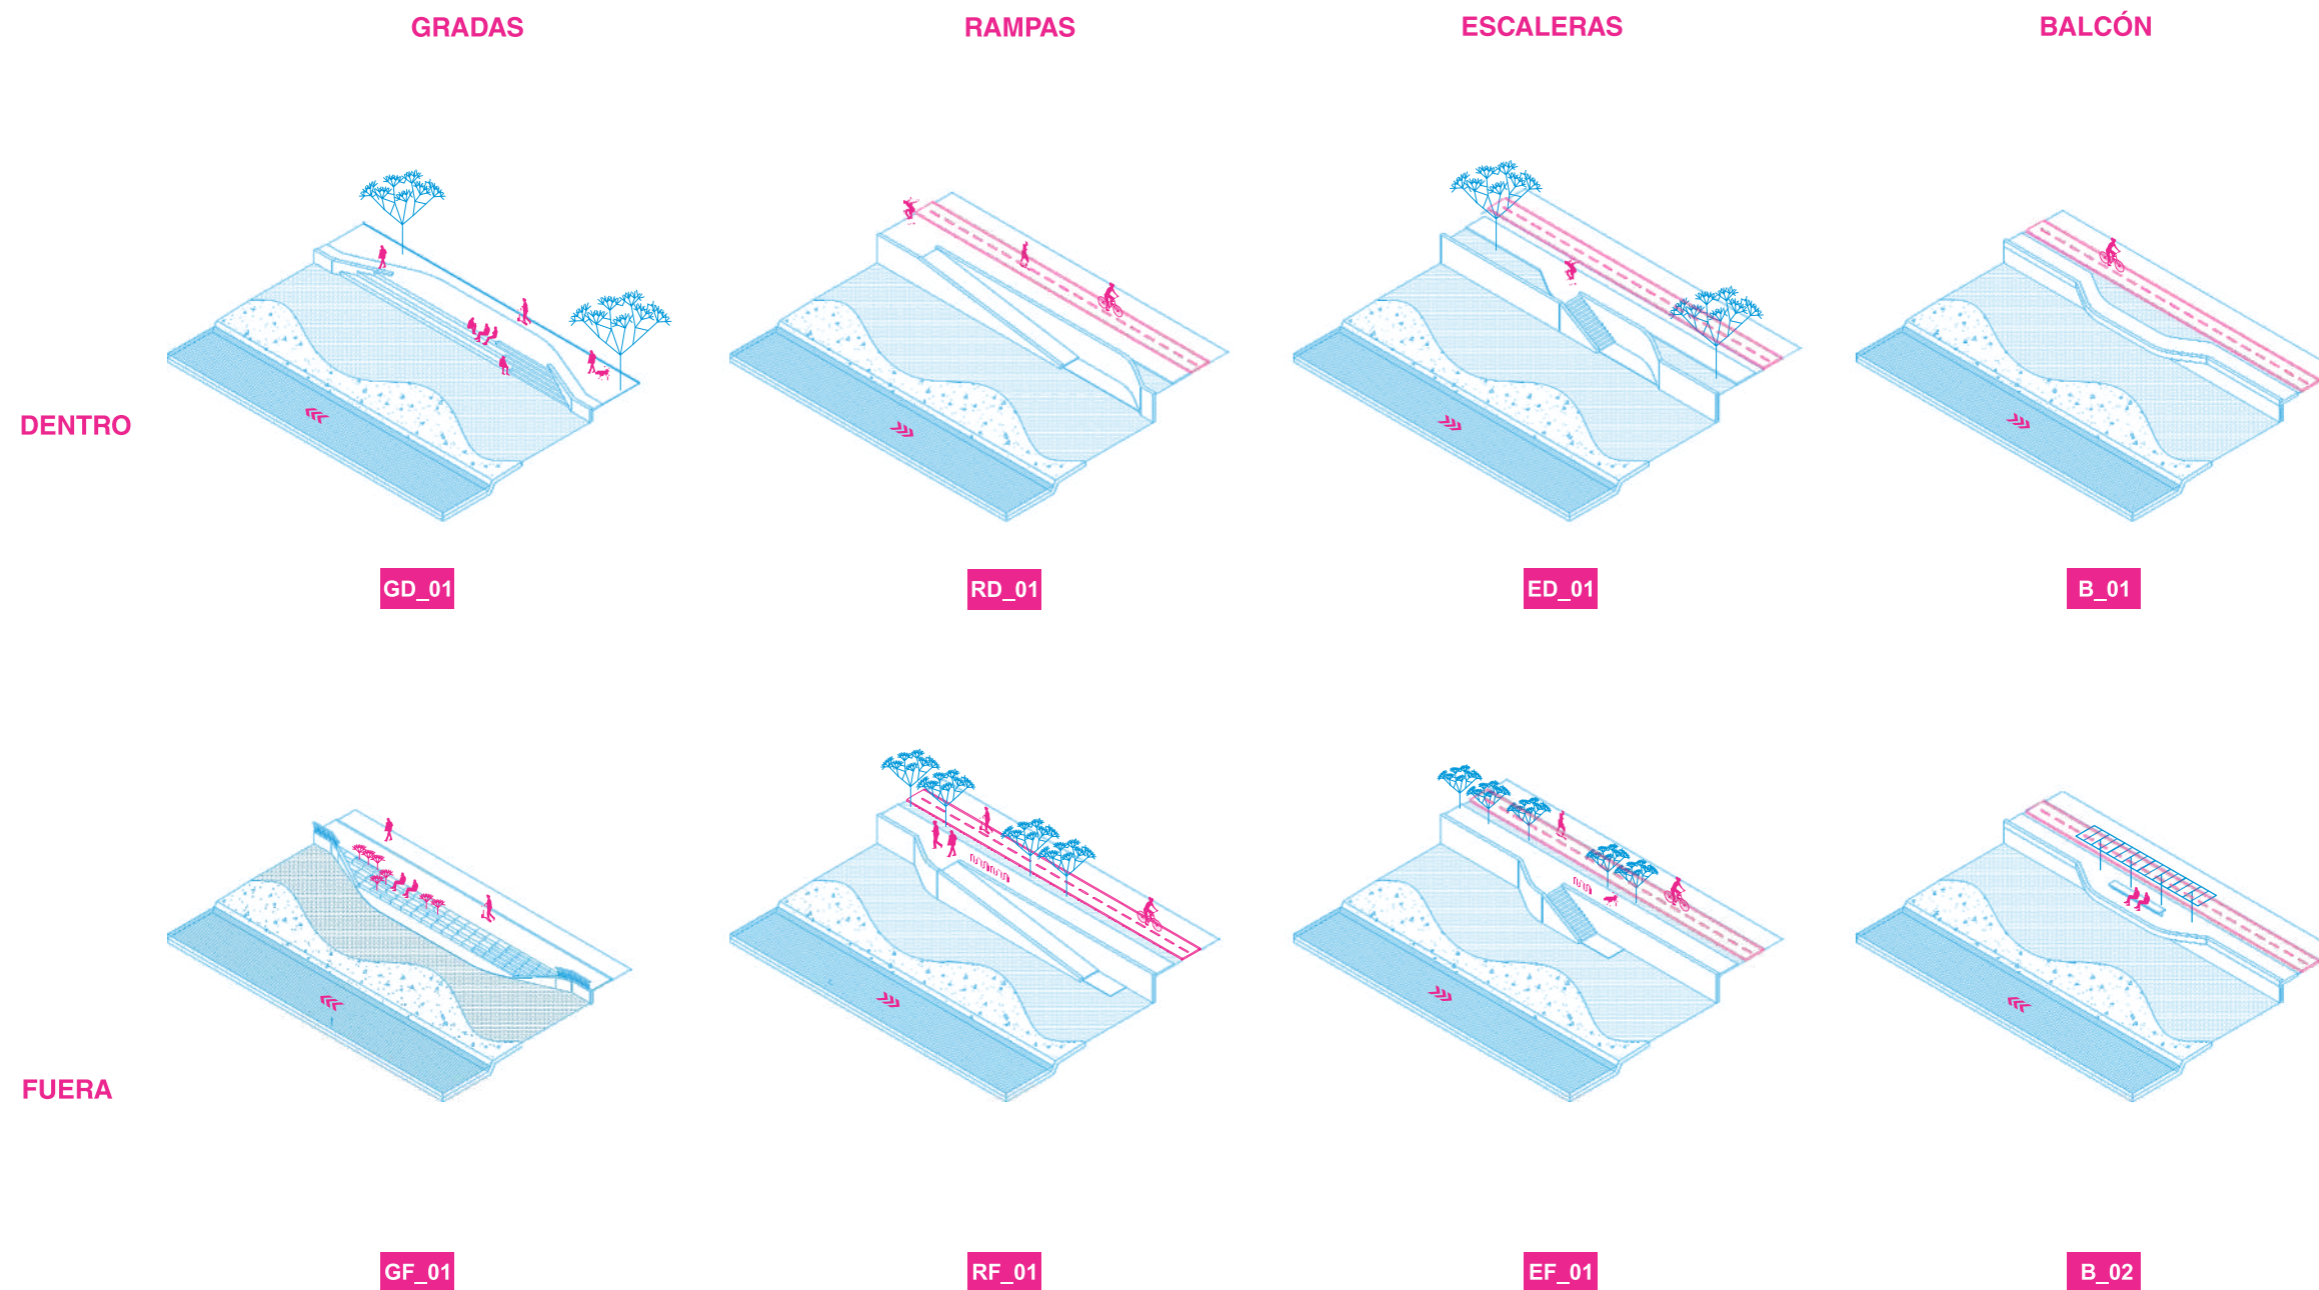 GRADAS
RAMPAS
ESCALERAS
BALCÓN
DENTRO
GD_01
RD_01
ED_01
B_01
FUERA
GF_01
RF_01
EF_01
B_02